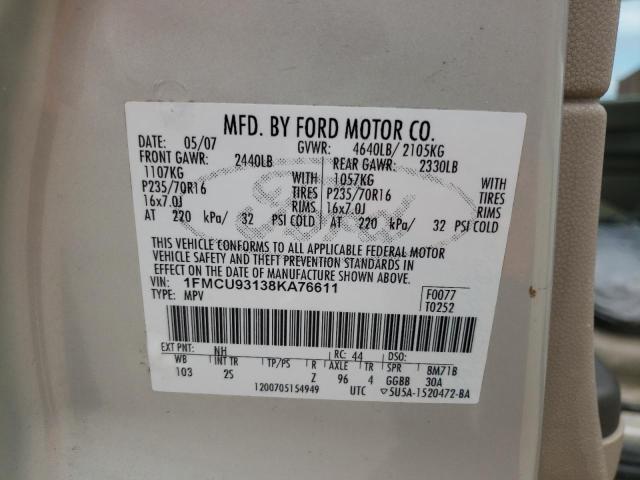 MFD. BY FORD MOTOR CO.
DATE: 05/07 GVWR: 4640LB/ 2105KG
FRONT GAWR: 2440LB REAR GAWR: 2330LB
1107KG 1057KG
P235/70R16 TIRES P235/70R16 TIRES
16x7.0J RIMS 16x7.0J RIMS
AT 220 kPa/ 32 PSI COLD AT 220 kPa/ 32 PSI COLD
THIS VEHICLE CONFORMS TO ALL APPLICABLE FEDERAL MOTOR
VEHICLE SAFETY AND THEFT PREVENTION STANDARDS IN
EFFECT ON THE DATE OF MANUFACTURE SHOWN ABOVE.
VIN: 1FMCU93138KA76611
TYPE: MPV
F0077
T0252
EXT PNT: NH RC: 44 DSO:
WB INT TR TP/PS R AXLE TR SPR BM71B
103 2S Z 96 4 GGBB 30A
1200705154949 UTC 5U5A-1520472-BA
Ford